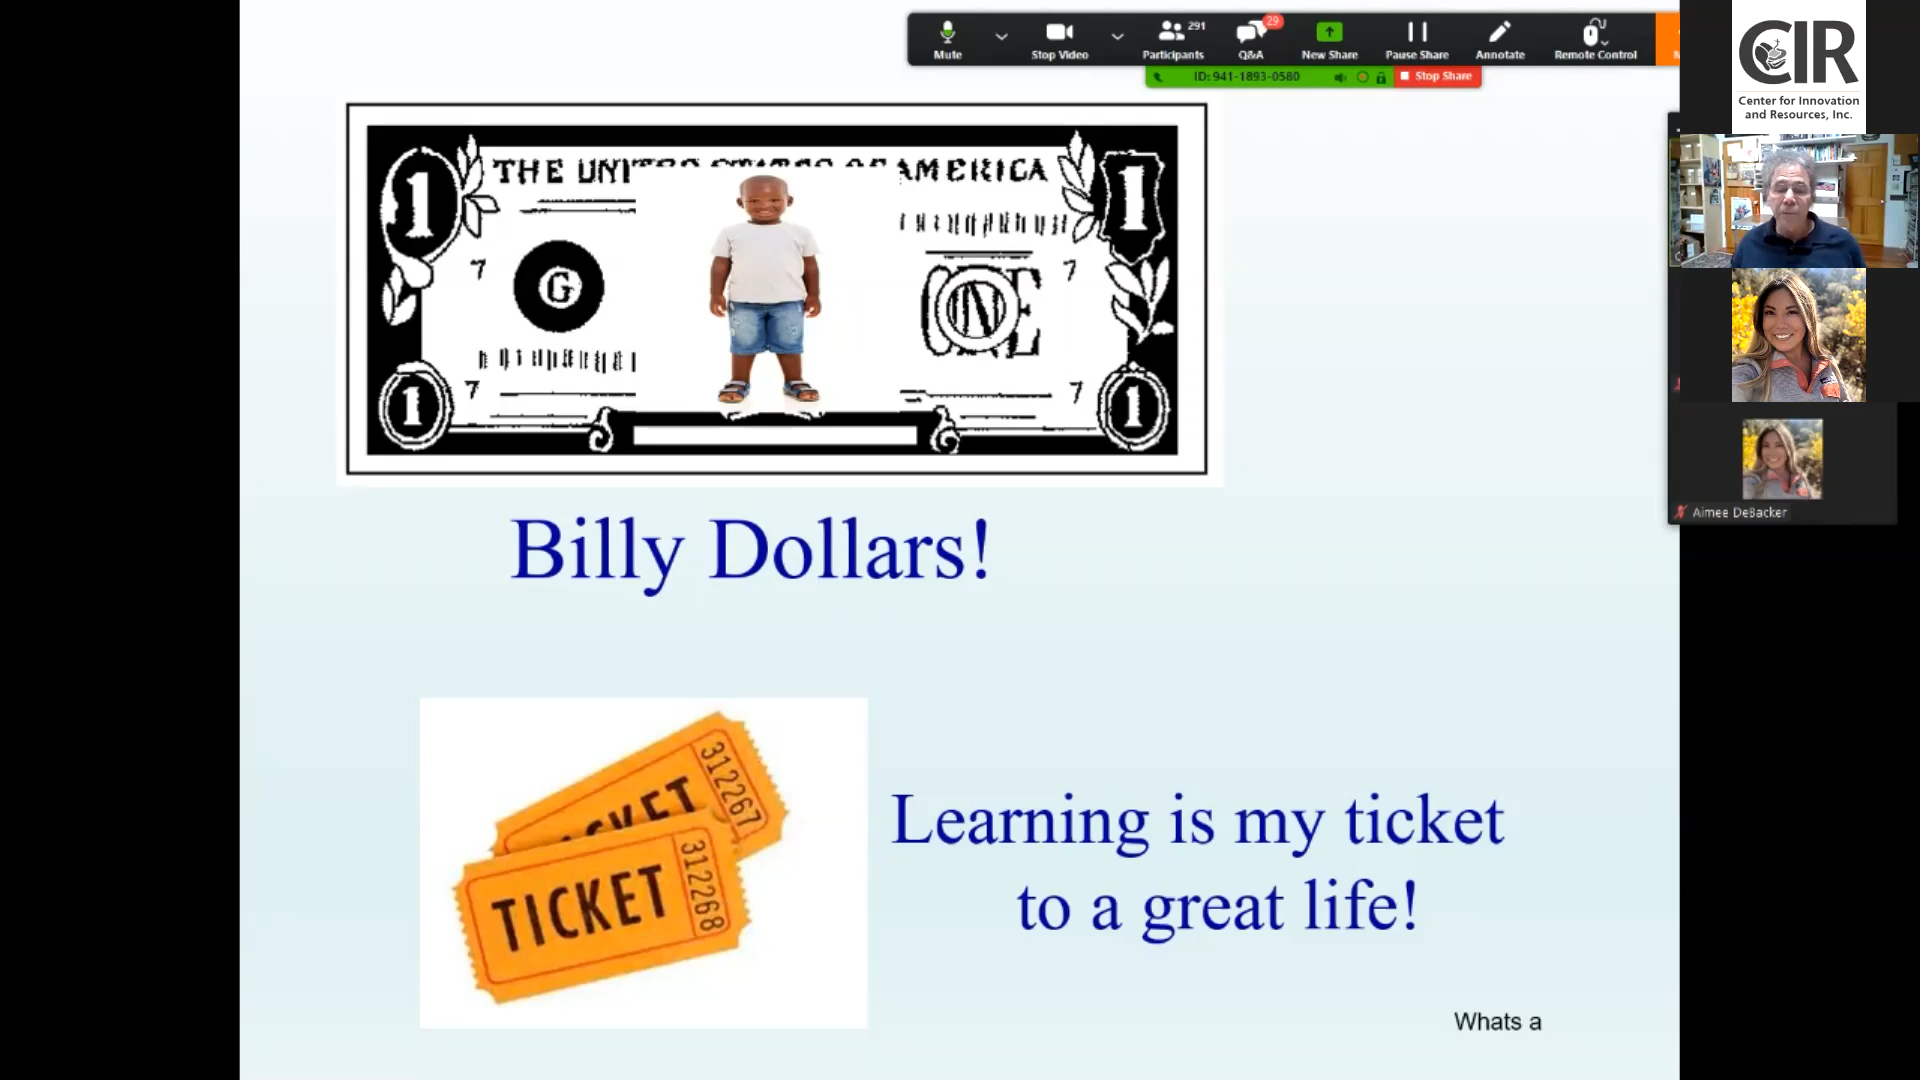 Mute
Stop Video
Participants
291
Q&A
29
New Share
Pause Share
Annotate
Remote Control
ID: 941-1893-0580
Stop Share
CIR
Center for Innovation
and Resources, Inc.
THE UNITED STATES OF AMERICA
1
1
7
G
7
ONE
7
7
1
1
Billy Dollars!
TICKET
312267
TICKET
312268
Learning is my ticket
to a great life!
Whats a
Aimee DeBacker